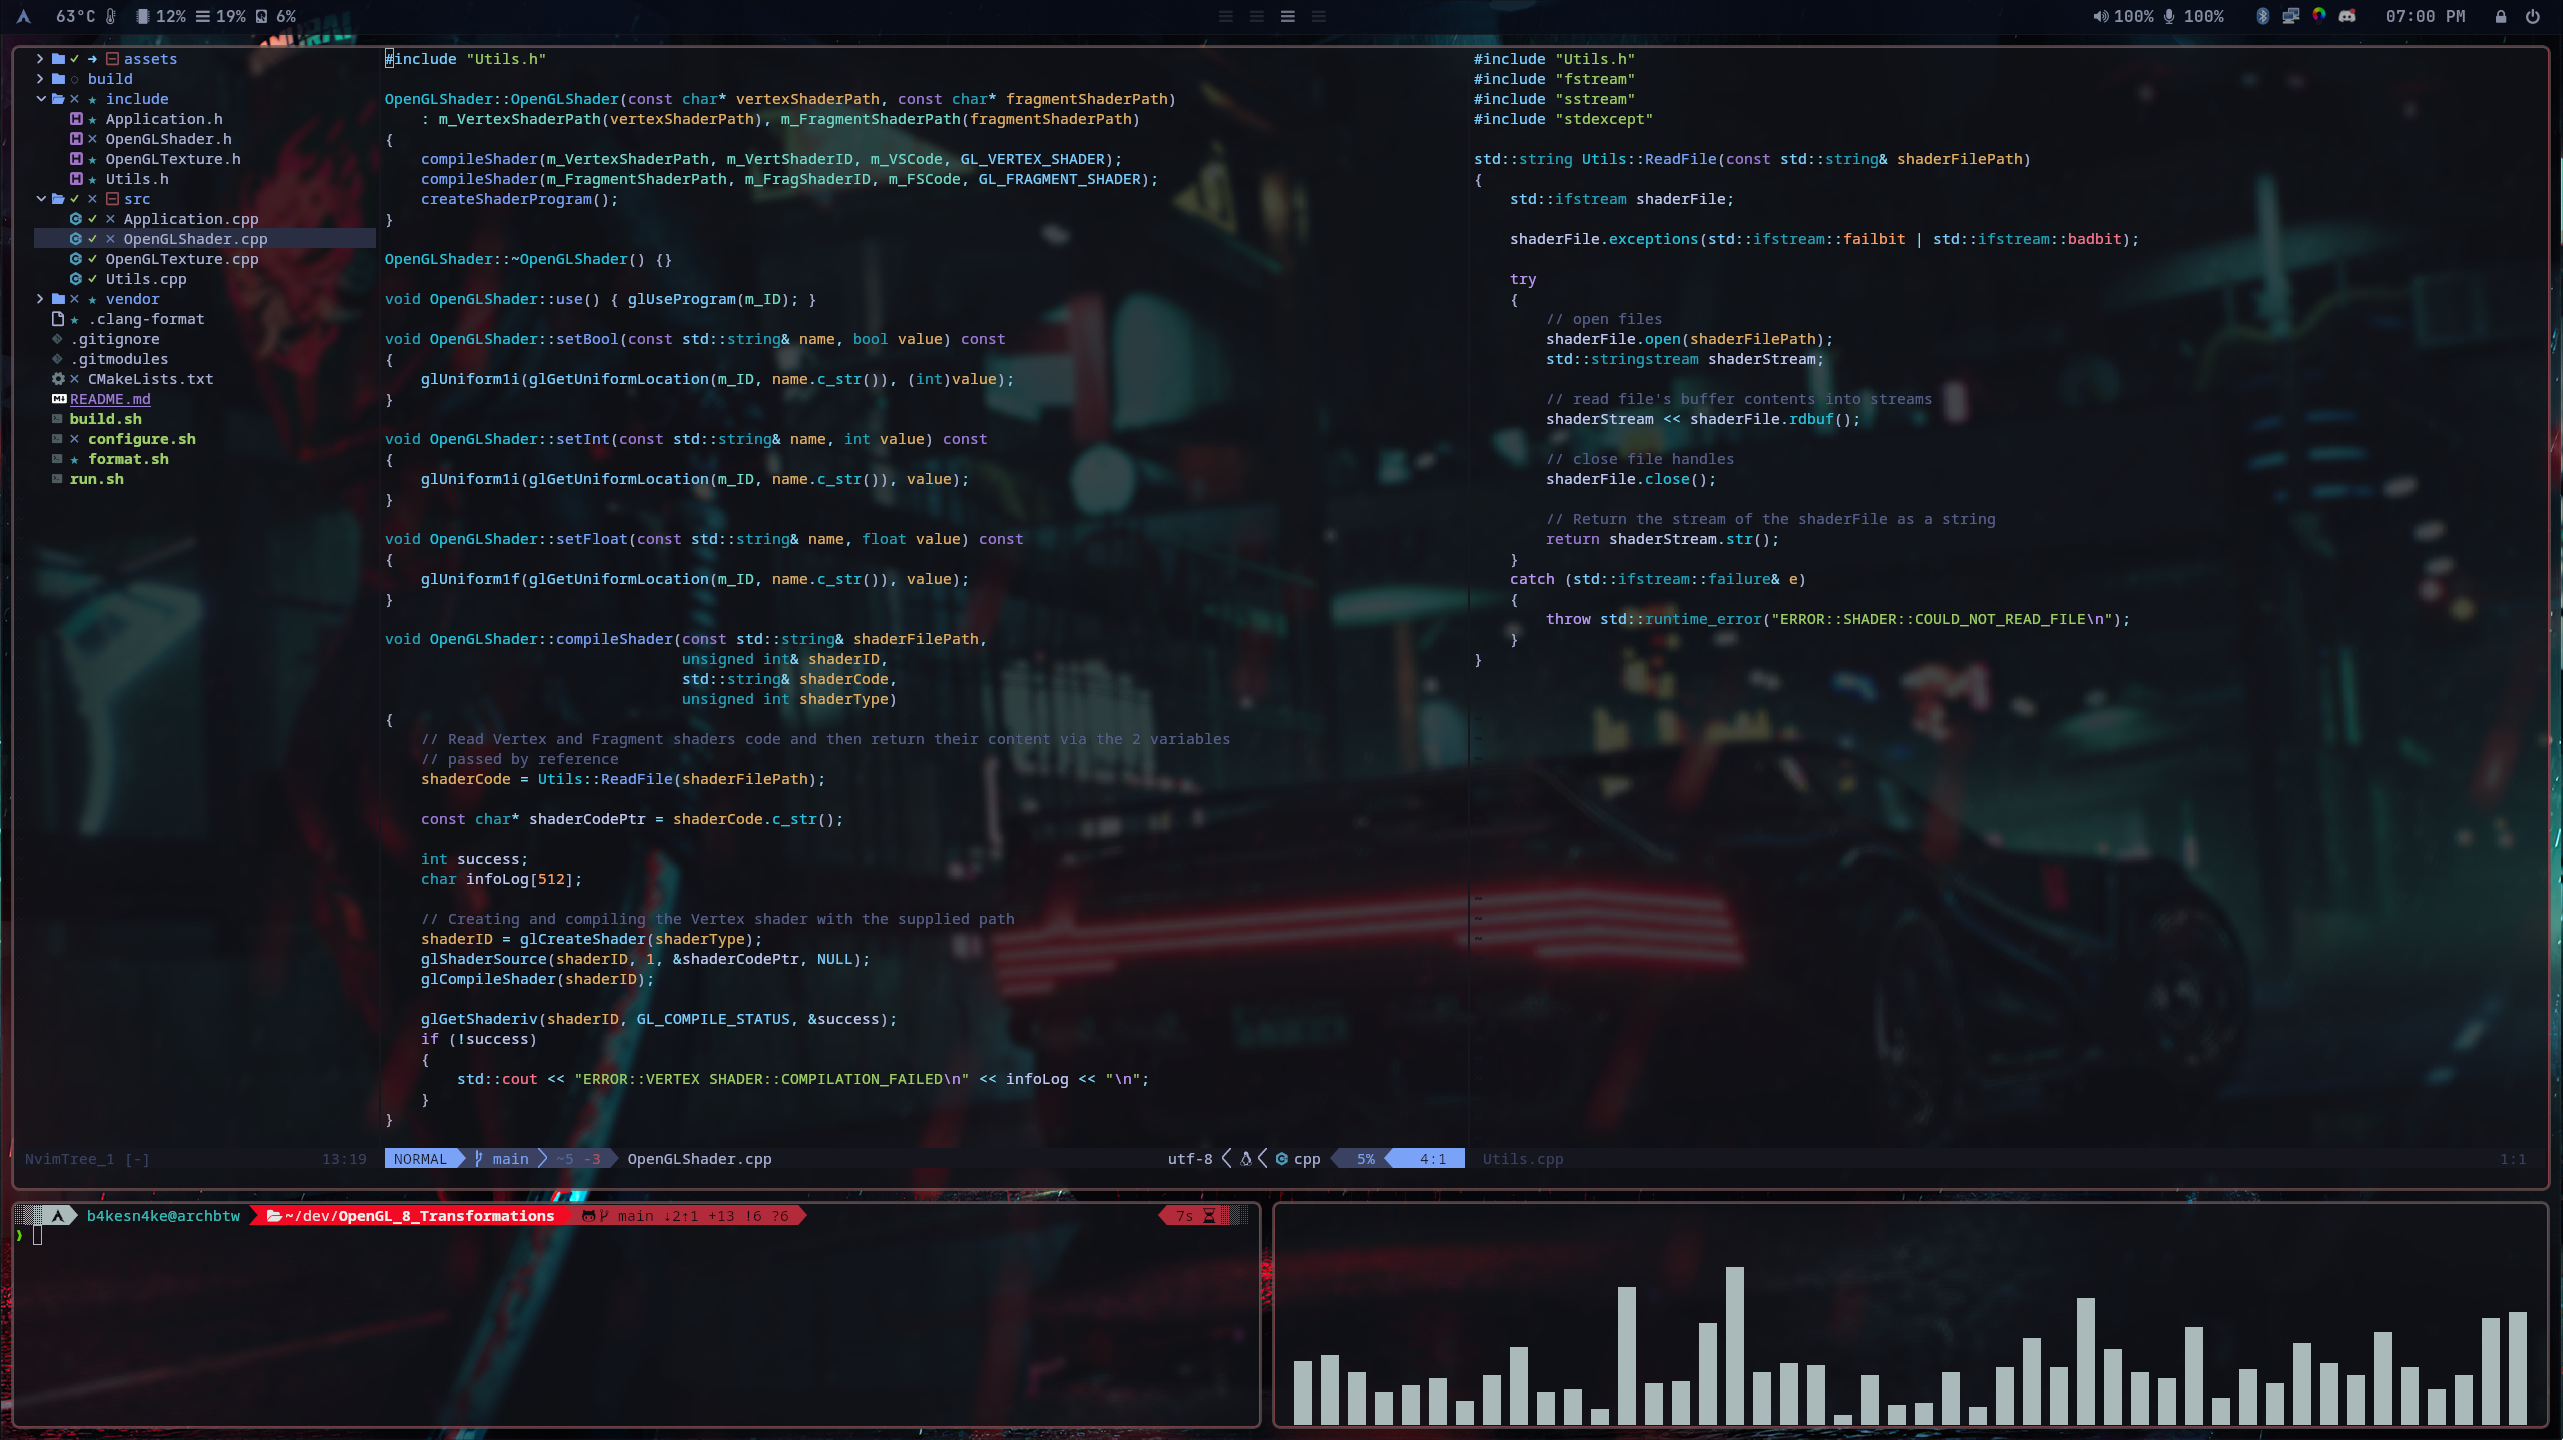 63°C 12% 19% 6%
100% 100% 07:00 PM
assets
build
include
Application.h
OpenGLShader.h
OpenGLTexture.h
Utils.h
src
Application.cpp
OpenGLShader.cpp
OpenGLTexture.cpp
Utils.cpp
vendor
.clang-format
.gitignore
.gitmodules
CMakeLists.txt
README.md
build.sh
configure.sh
format.sh
run.sh
NvimTree_1 [-] 13:19
#include "Utils.h"
OpenGLShader::OpenGLShader(const char* vertexShaderPath, const char* fragmentShaderPath)
    : m_VertexShaderPath(vertexShaderPath), m_FragmentShaderPath(fragmentShaderPath)
{
    compileShader(m_VertexShaderPath, m_VertShaderID, m_VSCode, GL_VERTEX_SHADER);
    compileShader(m_FragmentShaderPath, m_FragShaderID, m_FSCode, GL_FRAGMENT_SHADER);
    createShaderProgram();
}
OpenGLShader::~OpenGLShader() {}
void OpenGLShader::use() { glUseProgram(m_ID); }
void OpenGLShader::setBool(const std::string& name, bool value) const
{
    glUniform1i(glGetUniformLocation(m_ID, name.c_str()), (int)value);
}
void OpenGLShader::setInt(const std::string& name, int value) const
{
    glUniform1i(glGetUniformLocation(m_ID, name.c_str()), value);
}
void OpenGLShader::setFloat(const std::string& name, float value) const
{
    glUniform1f(glGetUniformLocation(m_ID, name.c_str()), value);
}
void OpenGLShader::compileShader(const std::string& shaderFilePath,
                                 unsigned int& shaderID,
                                 std::string& shaderCode,
                                 unsigned int shaderType)
{
    // Read Vertex and Fragment shaders code and then return their content via the 2 variables
    // passed by reference
    shaderCode = Utils::ReadFile(shaderFilePath);
    const char* shaderCodePtr = shaderCode.c_str();
    int success;
    char infoLog[512];
    // Creating and compiling the Vertex shader with the supplied path
    shaderID = glCreateShader(shaderType);
    glShaderSource(shaderID, 1, &shaderCodePtr, NULL);
    glCompileShader(shaderID);
    glGetShaderiv(shaderID, GL_COMPILE_STATUS, &success);
    if (!success)
    {
        std::cout << "ERROR::VERTEX SHADER::COMPILATION_FAILED\n" << infoLog << "\n";
    }
}
NORMAL main ~5 -3 OpenGLShader.cpp utf-8 cpp 5% 4:1
#include "Utils.h"
#include "fstream"
#include "sstream"
#include "stdexcept"
std::string Utils::ReadFile(const std::string& shaderFilePath)
{
    std::ifstream shaderFile;
    shaderFile.exceptions(std::ifstream::failbit | std::ifstream::badbit);
    try
    {
        // open files
        shaderFile.open(shaderFilePath);
        std::stringstream shaderStream;
        // read file's buffer contents into streams
        shaderStream << shaderFile.rdbuf();
        // close file handles
        shaderFile.close();
        // Return the stream of the shaderFile as a string
        return shaderStream.str();
    }
    catch (std::ifstream::failure& e)
    {
        throw std::runtime_error("ERROR::SHADER::COULD_NOT_READ_FILE\n");
    }
}
Utils.cpp 1:1
b4kesn4ke@archbtw ~/dev/OpenGL_8_Transformations main ↓2↑1 +13 !6 ?6 7s
❯